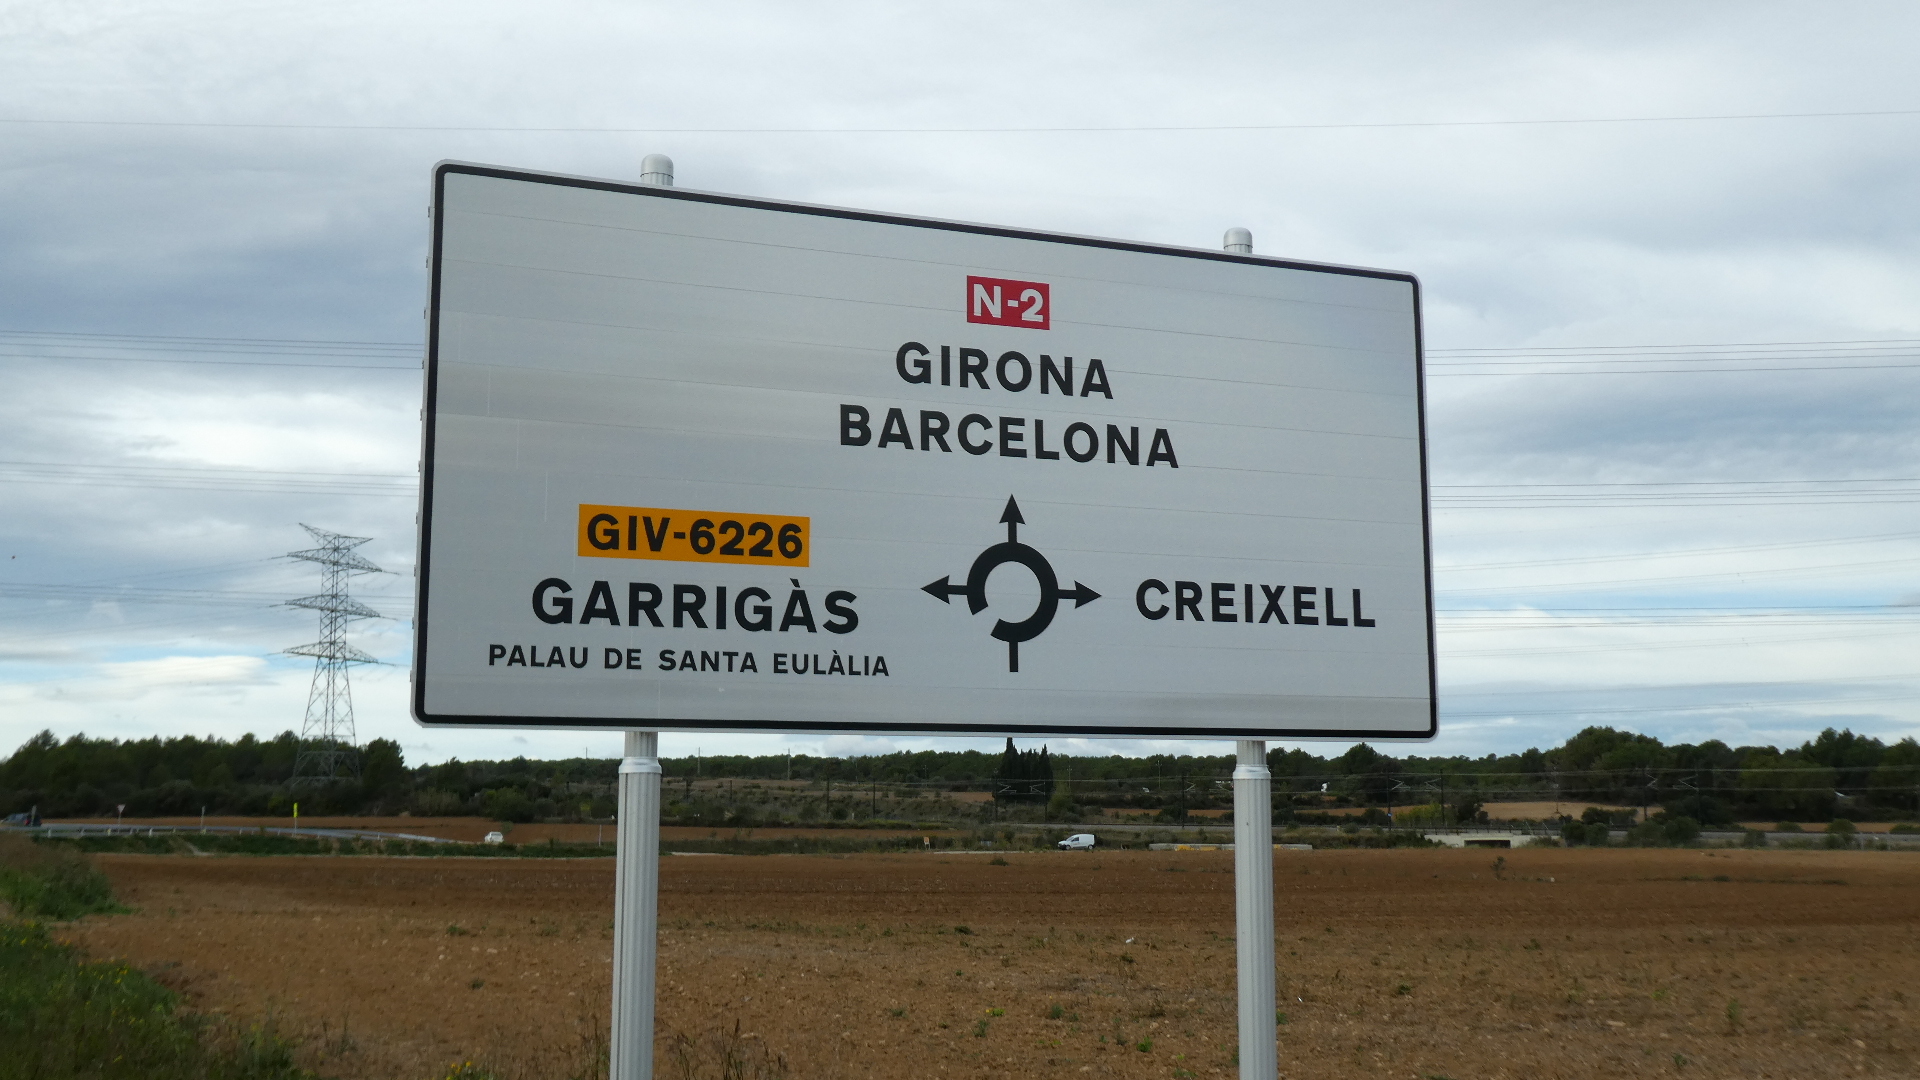 N-2
GIRONA
BARCELONA
GIV-6226
GARRIGÀS
PALAU DE SANTA EULÀLIA
CREIXELL